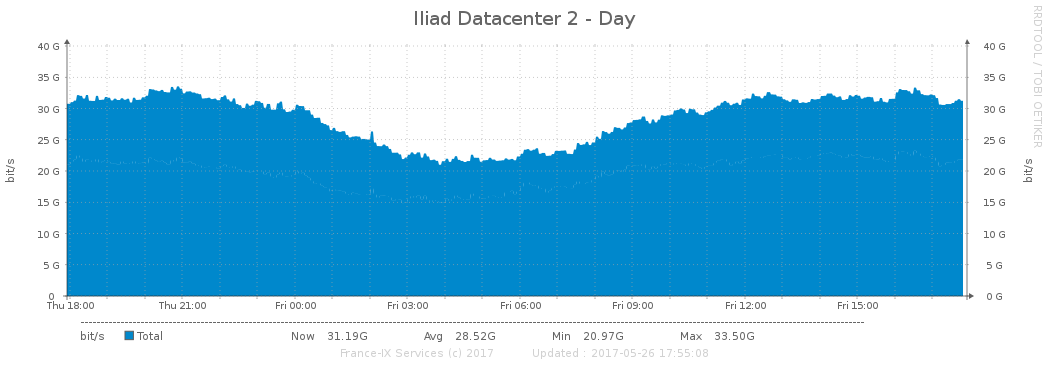 Iliad Datacenter 2 - Day
RRDTOOL / TOBI OETIKER
bit/s
40 G 40 G
35 G 35 G
30 G 30 G
25 G 25 G
20 G 20 G
15 G 15 G
10 G 10 G
5 G 5 G
0 0 G
bit/s
Thu 18:00 Thu 21:00 Fri 00:00 Fri 03:00 Fri 06:00 Fri 09:00 Fri 12:00 Fri 15:00
bit/s Total Now 31.19G Avg 28.52G Min 20.97G Max 33.50G
France-IX Services (c) 2017 Updated : 2017-05-26 17:55:08